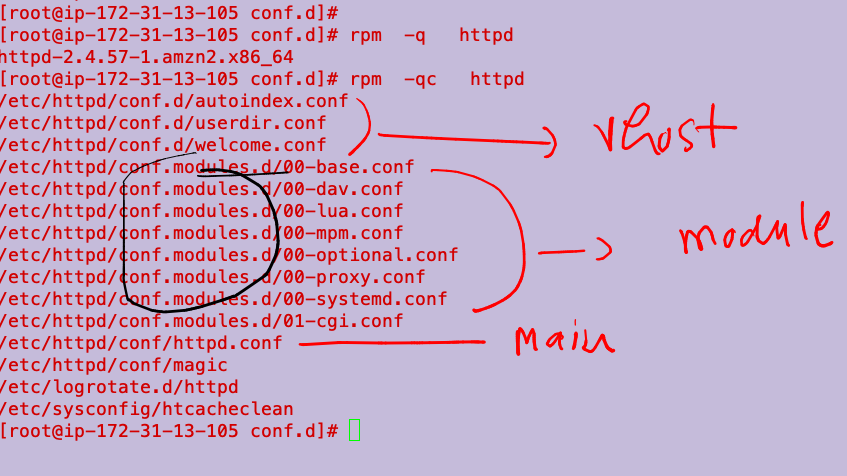 [root@ip-172-31-13-105 conf.d]#
[root@ip-172-31-13-105 conf.d]# rpm  -q   httpd
httpd-2.4.57-1.amzn2.x86_64
[root@ip-172-31-13-105 conf.d]# rpm  -qc   httpd
/etc/httpd/conf.d/autoindex.conf
/etc/httpd/conf.d/userdir.conf
/etc/httpd/conf.d/welcome.conf
vhost
/etc/httpd/conf.modules.d/00-base.conf
/etc/httpd/conf.modules.d/00-dav.conf
/etc/httpd/conf.modules.d/00-lua.conf
/etc/httpd/conf.modules.d/00-mpm.conf
module
/etc/httpd/conf.modules.d/00-optional.conf
/etc/httpd/conf.modules.d/00-proxy.conf
/etc/httpd/conf.modules.d/00-systemd.conf
/etc/httpd/conf.modules.d/01-cgi.conf
/etc/httpd/conf/httpd.conf
main
/etc/httpd/conf/magic
/etc/logrotate.d/httpd
/etc/sysconfig/htcacheclean
[root@ip-172-31-13-105 conf.d]#